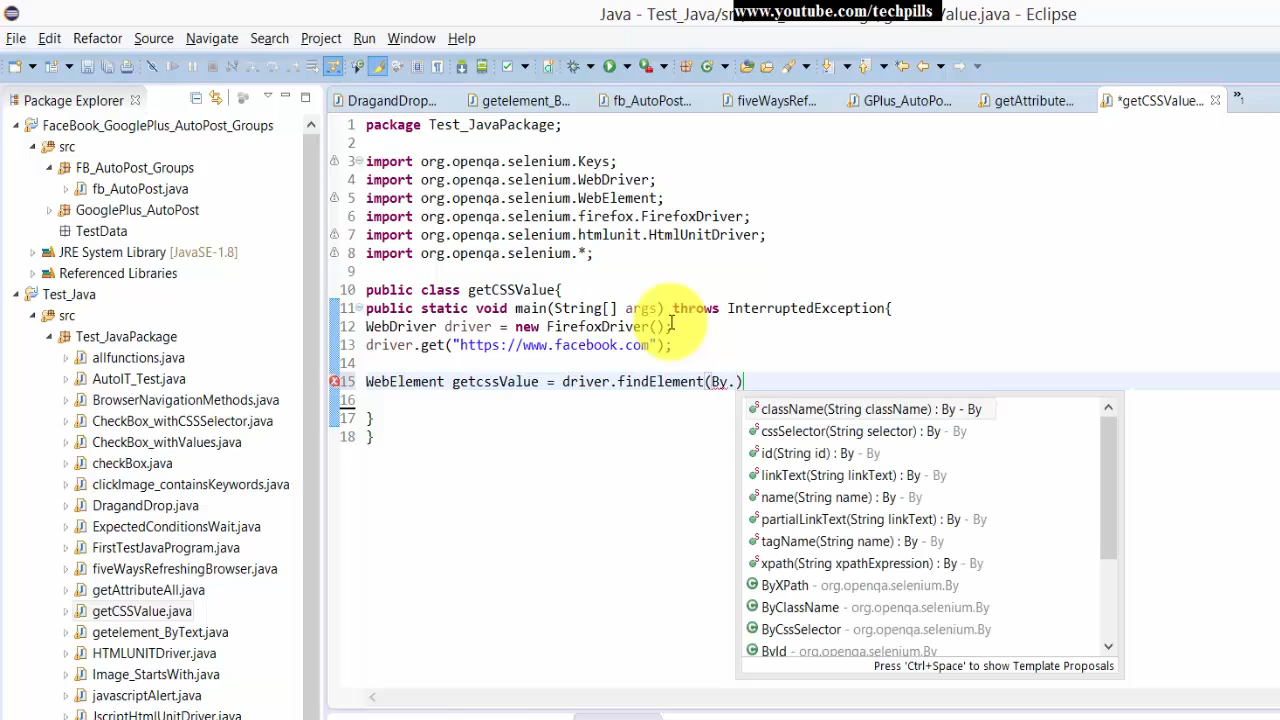 Java - Test_Java/sr
www.youtube.com/techpills
Value.java - Eclipse
File Edit Refactor Source Navigate Search Project Run Window Help
Package Explorer
DragandDrop...
getelement_B...
fb_AutoPost...
fiveWaysRef...
GPlus_AutoPo...
getAttribute...
*getCSSValue...
»1
FaceBook_GooglePlus_AutoPost_Groups
src
FB_AutoPost_Groups
fb_AutoPost.java
GooglePlus_AutoPost
TestData
JRE System Library [JavaSE-1.8]
Referenced Libraries
Test_Java
src
Test_JavaPackage
allfunctions.java
AutoIT_Test.java
BrowserNavigationMethods.java
CheckBox_withCSSSelector.java
CheckBox_withValues.java
checkBox.java
clickImage_containsKeywords.java
DragandDrop.java
ExpectedConditionsWait.java
FirstTestJavaProgram.java
fiveWaysRefreshingBrowser.java
getAttributeAll.java
getCSSValue.java
getelement_ByText.java
HTMLUNITDriver.java
Image_StartsWith.java
javascriptAlert.java
JscriptHtmlUnitDriver.java
1 package Test_JavaPackage;
2
3 import org.openqa.selenium.Keys;
4 import org.openqa.selenium.WebDriver;
5 import org.openqa.selenium.WebElement;
6 import org.openqa.selenium.firefox.FirefoxDriver;
7 import org.openqa.selenium.htmlunit.HtmlUnitDriver;
8 import org.openqa.selenium.*;
9
10 public class getCSSValue{
11 public static void main(String[] args) throws InterruptedException{
12 WebDriver driver = new FirefoxDriver();
13 driver.get("https://www.facebook.com");
14
15 WebElement getcssValue = driver.findElement(By.)
16
17 }
18 }
className(String className) : By - By
cssSelector(String selector) : By - By
id(String id) : By - By
linkText(String linkText) : By - By
name(String name) : By - By
partialLinkText(String linkText) : By - By
tagName(String name) : By - By
xpath(String xpathExpression) : By - By
ByXPath - org.openqa.selenium.By
ByClassName - org.openqa.selenium.By
ByCssSelector - org.openqa.selenium.By
ById - org.openqa.selenium.By
Press 'Ctrl+Space' to show Template Proposals